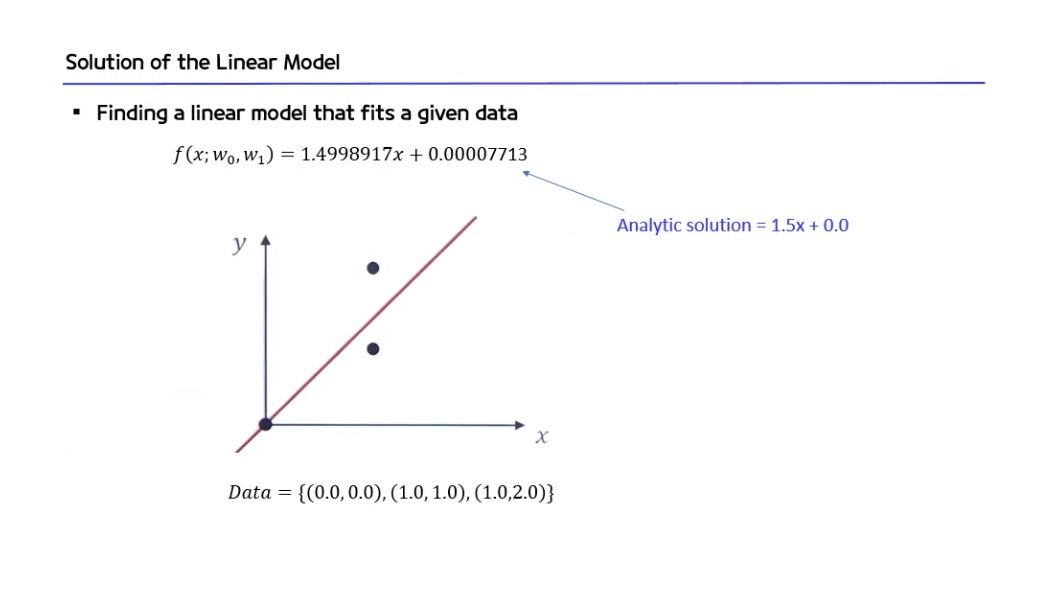 Solution of the Linear Model
▪ Finding a linear model that fits a given data
f(x; w₀, w₁) = 1.4998917x + 0.00007713
Analytic solution = 1.5x + 0.0
y
x
Data = {(0.0, 0.0), (1.0, 1.0), (1.0,2.0)}